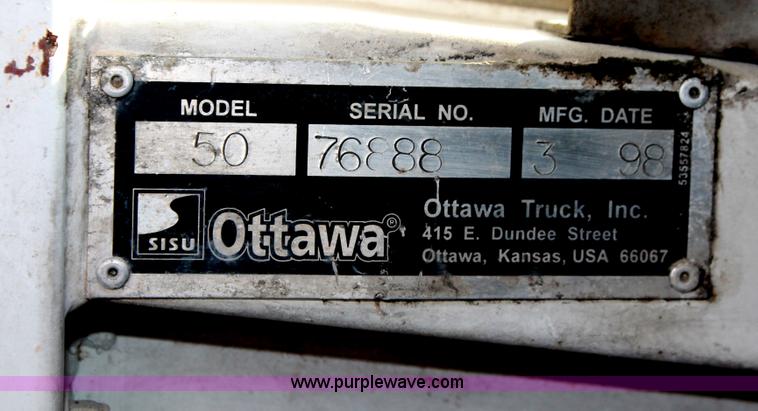 MODEL SERIAL NO. MFG. DATE
50 76888 3 98
53557824
SISU Ottawa©
Ottawa Truck, Inc.
415 E. Dundee Street
Ottawa, Kansas, USA 66067
www.purplewave.com